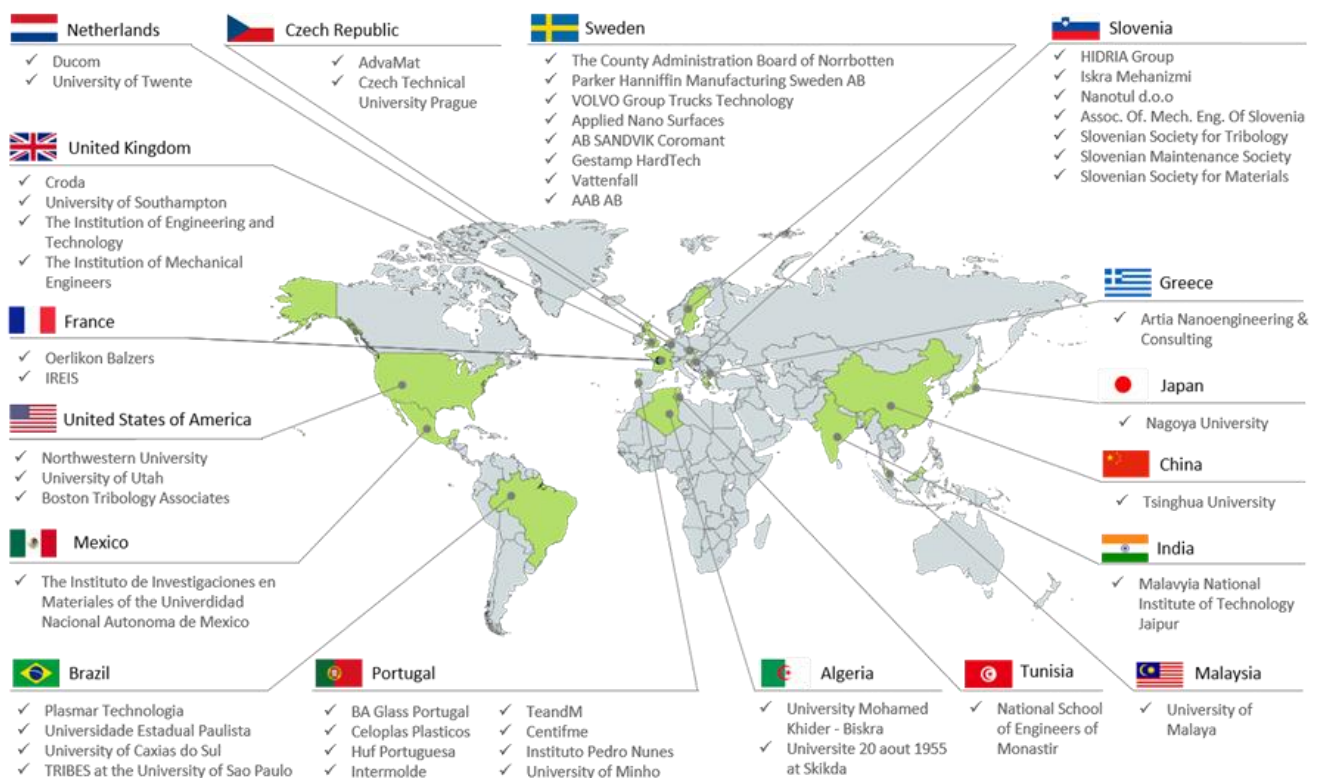 Netherlands
Ducom
University of Twente
Czech Republic
AdvaMat
Czech Technical
University Prague
Sweden
The County Administration Board of Norrbotten
Parker Hanniffin Manufacturing Sweden AB
VOLVO Group Trucks Technology
Applied Nano Surfaces
AB SANDVIK Coromant
Gestamp HardTech
Vattenfall
AAB AB
Slovenia
HIDRIA Group
Iskra Mehanizmi
Nanotul d.o.o
Assoc. Of. Mech. Eng. Of Slovenia
Slovenian Society for Tribology
Slovenian Maintenance Society
Slovenian Society for Materials
United Kingdom
Croda
University of Southampton
The Institution of Engineering and
Technology
The Institution of Mechanical
Engineers
France
Oerlikon Balzers
IREIS
United States of America
Northwestern University
University of Utah
Boston Tribology Associates
Mexico
The Instituto de Investigaciones en
Materiales of the Univerdidad
Nacional Autonoma de Mexico
Greece
Artia Nanoengineering &
Consulting
Japan
Nagoya University
China
Tsinghua University
India
Malavyia National
Institute of Technology
Jaipur
Brazil
Plasmar Technologia
Universidade Estadual Paulista
University of Caxias do Sul
TRIBES at the University of Sao Paulo
Portugal
BA Glass Portugal
Celoplas Plasticos
Huf Portuguesa
Intermolde
TeandM
Centifme
Instituto Pedro Nunes
University of Minho
Algeria
University Mohamed
Khider - Biskra
Universite 20 aout 1955
at Skikda
Tunisia
National School
of Engineers of
Monastir
Malaysia
University of
Malaya